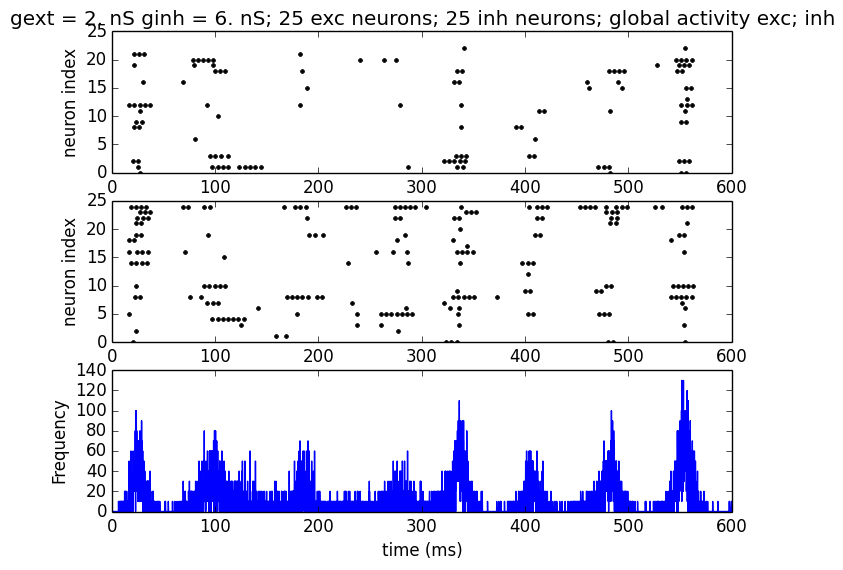 gext = 2. nS ginh = 6. nS; 25 exc neurons; 25 inh neurons; global activity exc; inh
25
20
15
10
5
0
neuron index
0 100 200 300 400 500 600
25
20
15
10
5
0
neuron index
0 100 200 300 400 500 600
140
120
100
80
60
40
20
0
Frequency
0 100 200 300 400 500 600
time (ms)